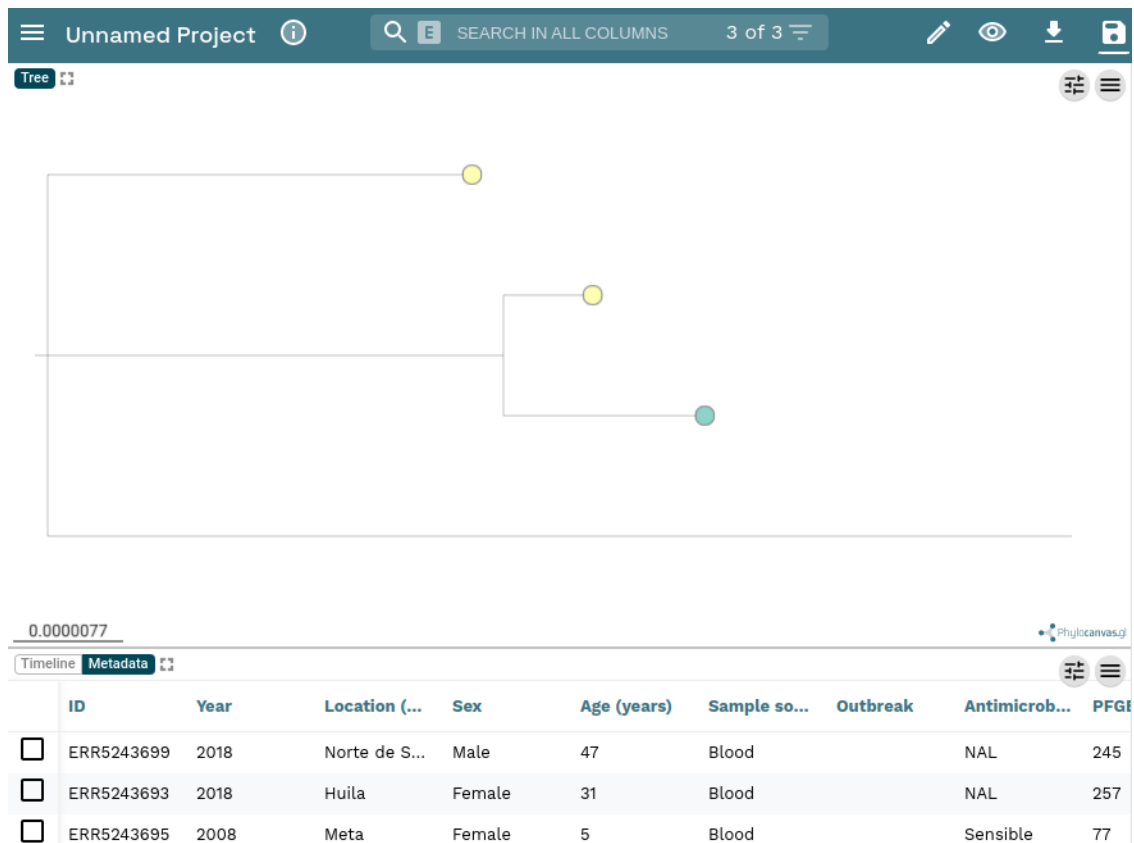 Unnamed Project
E SEARCH IN ALL COLUMNS 3 of 3
Tree
0.0000077
Phylocanvas.gl
Timeline Metadata
ID Year Location (... Sex Age (years) Sample so... Outbreak Antimicrob... PFGE
ERR5243699 2018 Norte de S... Male 47 Blood NAL 245
ERR5243693 2018 Huila Female 31 Blood NAL 257
ERR5243695 2008 Meta Female 5 Blood Sensible 77